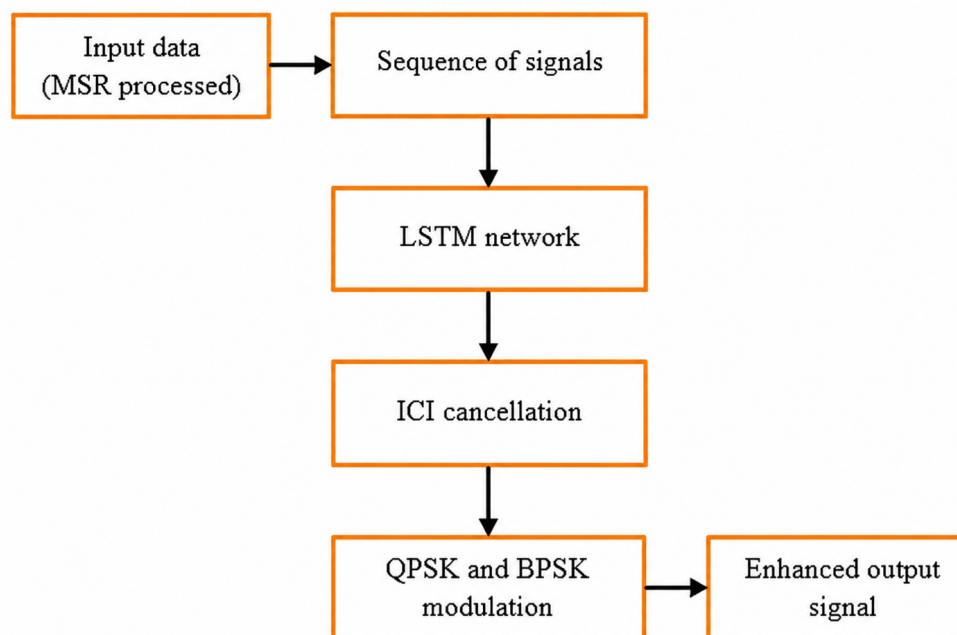 Input data
(MSR processed)
Sequence of signals
LSTM network
ICI cancellation
QPSK and BPSK
modulation
Enhanced output
signal